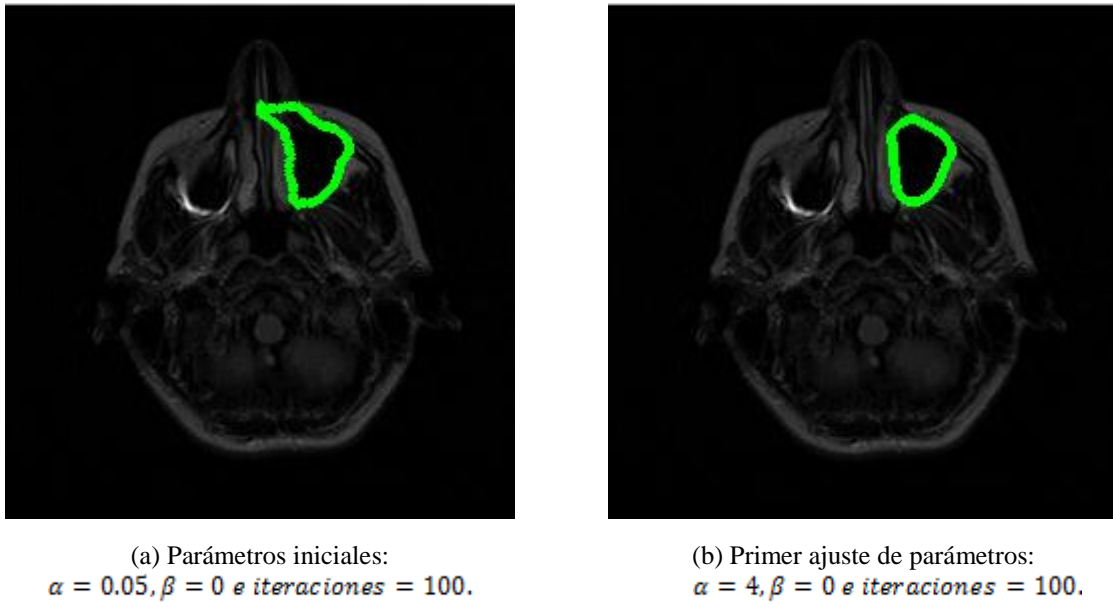 (a) Parámetros iniciales:
α = 0.05, β = 0 e iteraciones = 100.
(b) Primer ajuste de parámetros:
α = 4, β = 0 e iteraciones = 100.